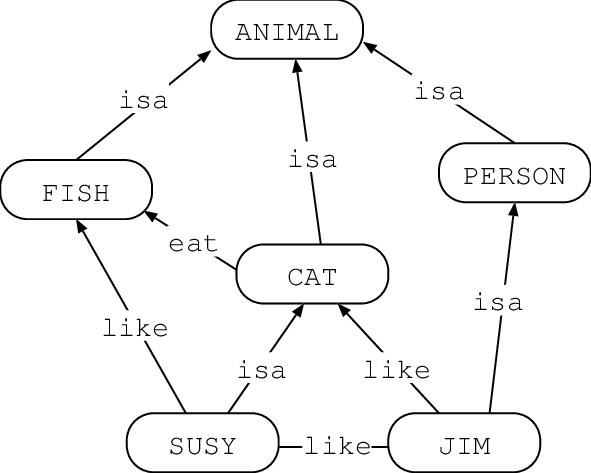 ANIMAL
isa
isa
isa
FISH
PERSON
eat
CAT
isa
like
isa
like
SUSY
like
JIM